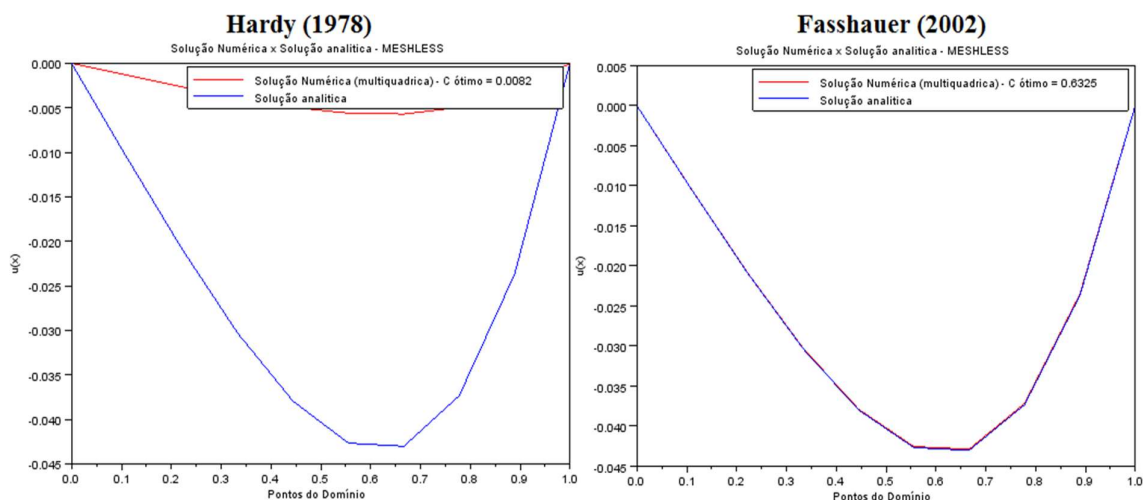 Hardy (1978)
Solução Numérica x Solução analitica - MESHLESS
Solução Numérica (multiquadrica) - C ótimo = 0.0082
Solução analítica
0.000
-0.005
-0.010
-0.015
-0.020
-0.025
-0.030
-0.035
-0.040
-0.045
u(x)
0.0 0.1 0.2 0.3 0.4 0.5 0.6 0.7 0.8 0.9 1.0
Pontos do Domínio
Fasshauer (2002)
Solução Numérica x Solução analitica - MESHLESS
Solução Numérica (multiquadrica) - C ótimo = 0.6325
Solução analítica
0.005
0.000
-0.005
-0.010
-0.015
-0.020
-0.025
-0.030
-0.035
-0.040
-0.045
u(x)
0.0 0.1 0.2 0.3 0.4 0.5 0.6 0.7 0.8 0.9 1.0
Pontos do Domínio